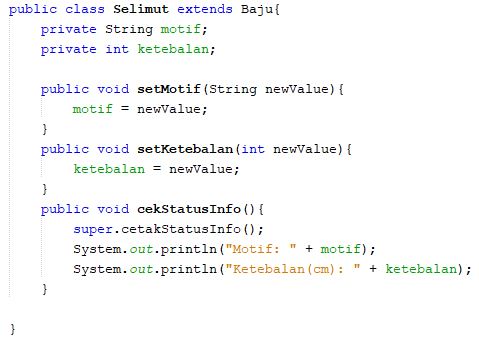 public class Selimut extends Baju{
    private String motif;
    private int ketebalan;

    public void setMotif(String newValue){
        motif = newValue;
    }
    public void setKetebalan(int newValue){
        ketebalan = newValue;
    }
    public void cekStatusInfo(){
        super.cetakStatusInfo();
        System.out.println("Motif: " + motif);
        System.out.println("Ketebalan(cm): " + ketebalan);
    }

}